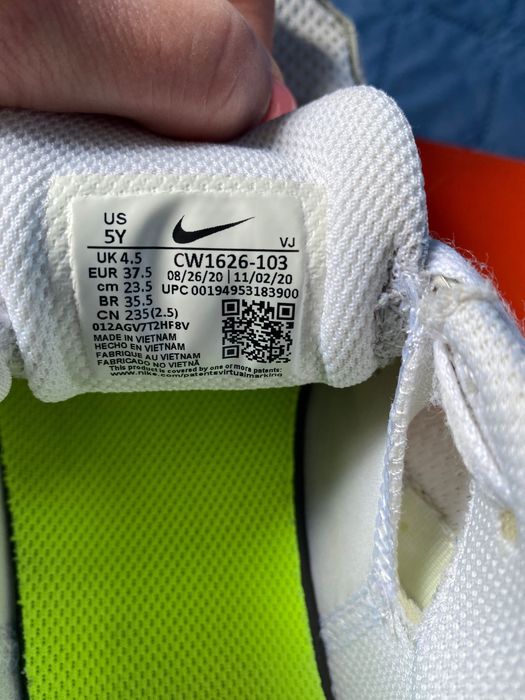 US
5Y
VJ
UK 4.5
EUR 37.5
cm 23.5
BR 35.5
CN 235(2.5)
CW1626-103
08/26/20 | 11/02/20
UPC 00194953183900
012AGV7T2HF8V
MADE IN VIETNAM
HECHO EN VIETNAM
FABRIQUE AU VIETNAM
FABRICADO NO VIETNÃ
This product is covered by one or more patents:
www.nike.com/patentsvirtualmarking